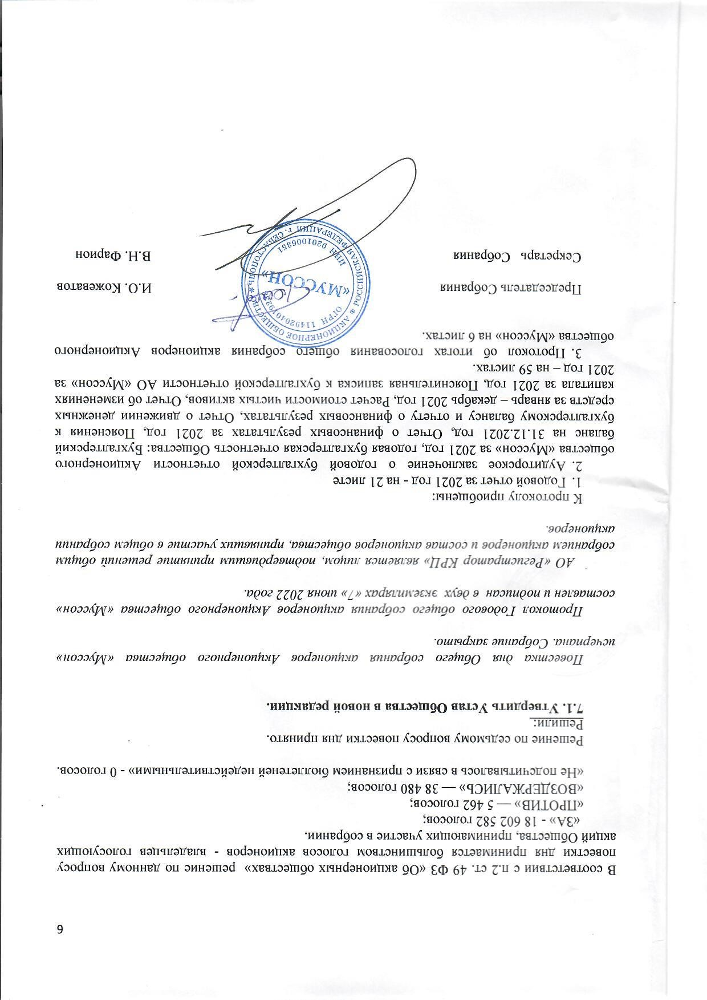 6
В соответствии с п.2 ст. 49 ФЗ «Об акционерных обществах» решение по данному вопросу
повестки дня принимается большинством голосов акционеров - владельцев голосующих
акций Общества, принимающих участие в собрании.
«ЗА» - 18 602 582 голосов;
«ПРОТИВ» — 5 462 голосов;
«ВОЗДЕРЖАЛИСЬ» — 38 480 голосов;
«Не подсчитывалось в связи с признанием бюллетеней недействительными» - 0 голосов.
Решение по седьмому вопросу повестки дня принято.
Решили:
7.1. Утвердить Устав Общества в новой редакции.
Повестка дня Общего собрания акционеров Акционерного общества «Муссон»
исчерпана. Собрание закрыто.
Протокол Годового общего собрания акционеров Акционерного общества «Муссон»
составлен и подписан в двух экземплярах «7» июня 2022 года.
АО «Регистратор КРЦ» является лицом, подтвердившим принятие решений общим
собранием акционеров и состав акционеров общества, принявших участие в общем собрании
акционеров.
К протоколу приобщены:
1. Годовой отчет за 2021 год - на 21 листе
2. Аудиторское заключение о годовой бухгалтерской отчетности Акционерного
общества «Муссон» за 2021 год, годовая бухгалтерская отчетность Общества: Бухгалтерский
баланс на 31.12.2021 год, Отчет о финансовых результатах за 2021 год, Пояснения к
бухгалтерскому балансу и отчету о финансовых результатах, Отчет о движении денежных
средств за январь – декабрь 2021 год, Расчет стоимости чистых активов, Отчет об изменениях
капитала за 2021 год, Пояснительная записка к бухгалтерской отчетности АО «Муссон» за
2021 год – на 59 листах.
3. Протокол об итогах голосования общего собрания акционеров Акционерного
общества «Муссон» на 6 листах.
Председатель Собрания И.О. Кожеватов
Секретарь Собрания В.Н. Фарион
АКЦИОНЕРНОЕ ОБЩЕСТВО * РОССИЙСКАЯ ФЕДЕРАЦИЯ г. СЕВАСТОПОЛЬ *
ОГРН
«МУССОН»
ИНН 9201006351